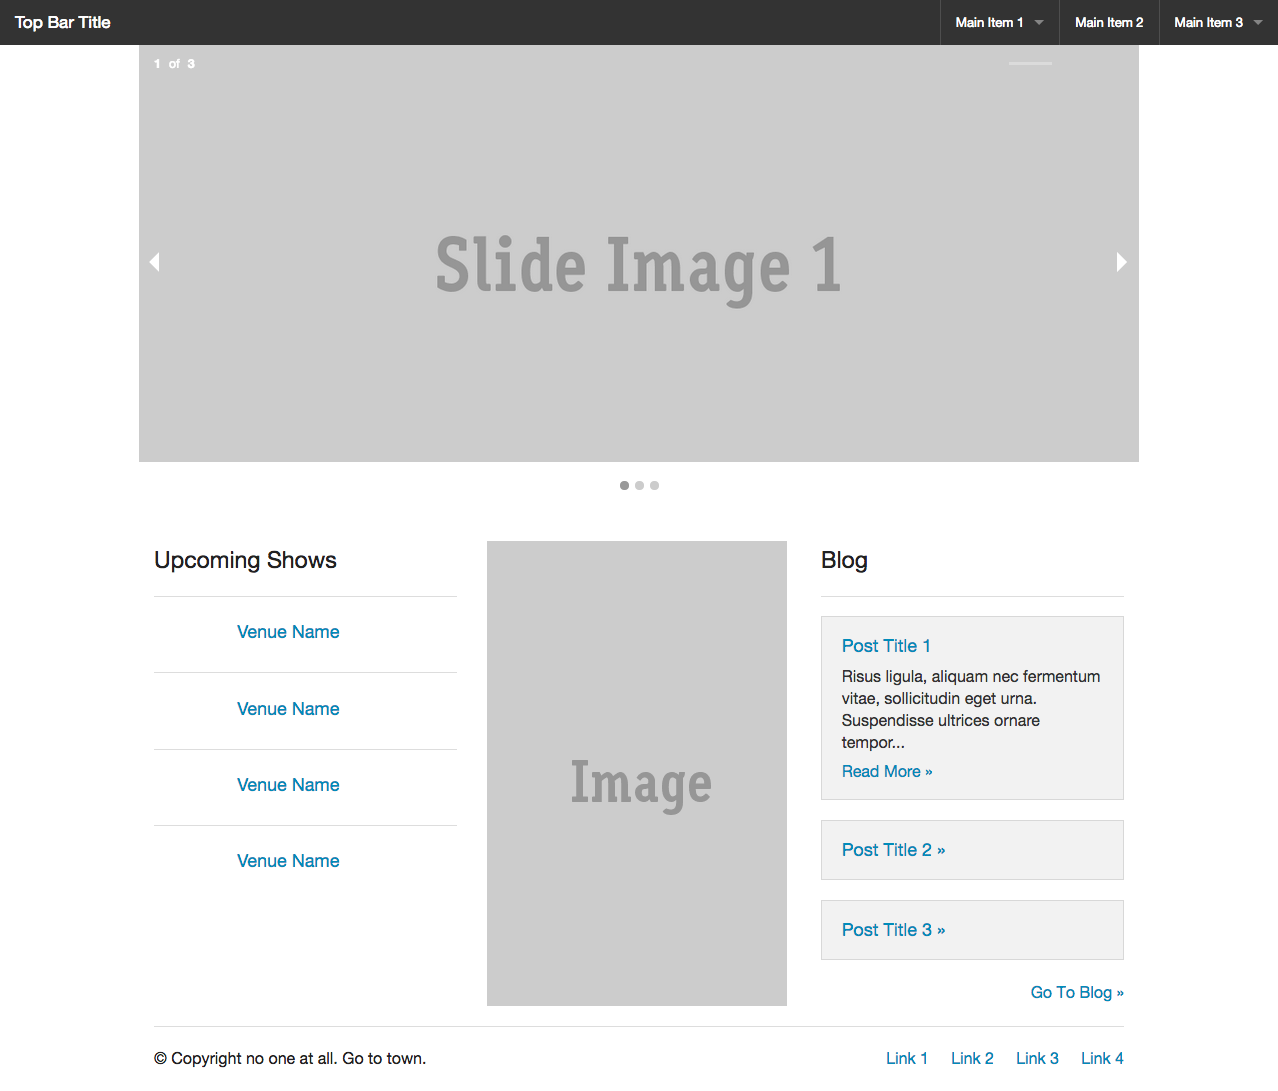 Top Bar Title
Main Item 1
Main Item 2
Main Item 3
1 of 3
Slide Image 1
Upcoming Shows
Venue Name
Venue Name
Venue Name
Venue Name
Image
Blog
Post Title 1
Risus ligula, aliquam nec fermentum
vitae, sollicitudin eget urna.
Suspendisse ultrices ornare
tempor...
Read More »
Post Title 2 »
Post Title 3 »
Go To Blog »
© Copyright no one at all. Go to town.
Link 1
Link 2
Link 3
Link 4